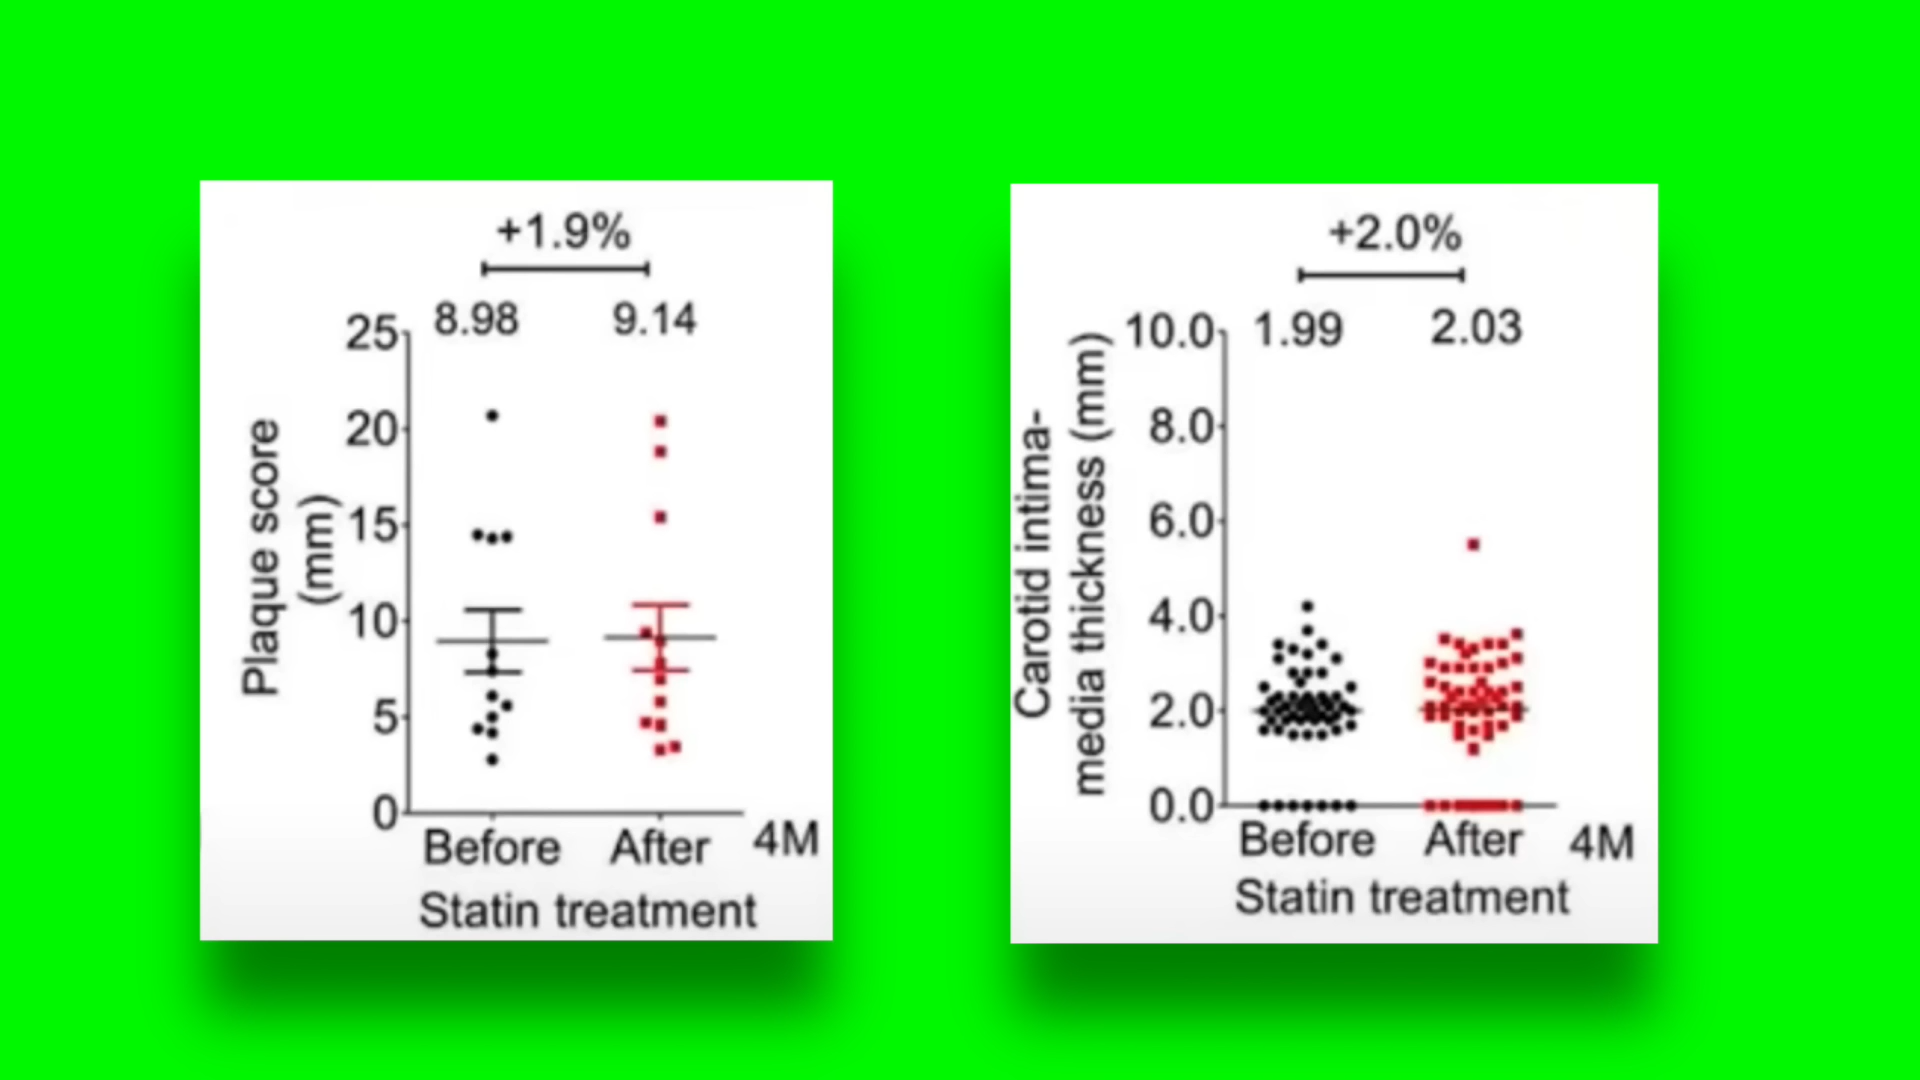 +1.9%
8.98 9.14
25
20
15
10
5
0
Plaque score
(mm)
Before After 4M
Statin treatment
+2.0%
1.99 2.03
10.0
8.0
6.0
4.0
2.0
0.0
Carotid intima-
media thickness (mm)
Before After 4M
Statin treatment